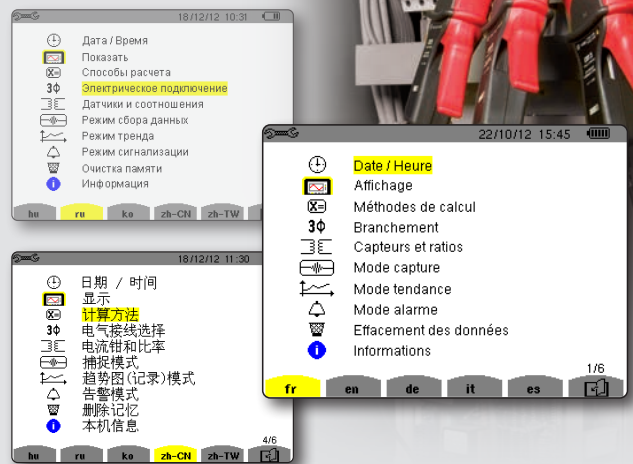 18/12/12 10:31
Дата / Время
Показать
Способы расчета
3Ф Электрическое подключение
Датчики и соотношения
Режим сбора данных
Режим тренда
Режим сигнализации
Очистка памяти
Информация
hu ru ko zh-CN zh-TW
22/10/12 15:45
Date / Heure
Affichage
X= Méthodes de calcul
3Φ Branchement
Capteurs et ratios
Mode capture
Mode tendance
Mode alarme
Effacement des données
i Informations
1/6
fr en de it es
18/12/12 11:30
日期 / 时间
显示
X= 计算方法
3Φ 电气接线选择
电流钳和比率
捕捉模式
趋势图(记录)模式
告警模式
删除记忆
i 本机信息
4/6
hu ru ko zh-CN zh-TW